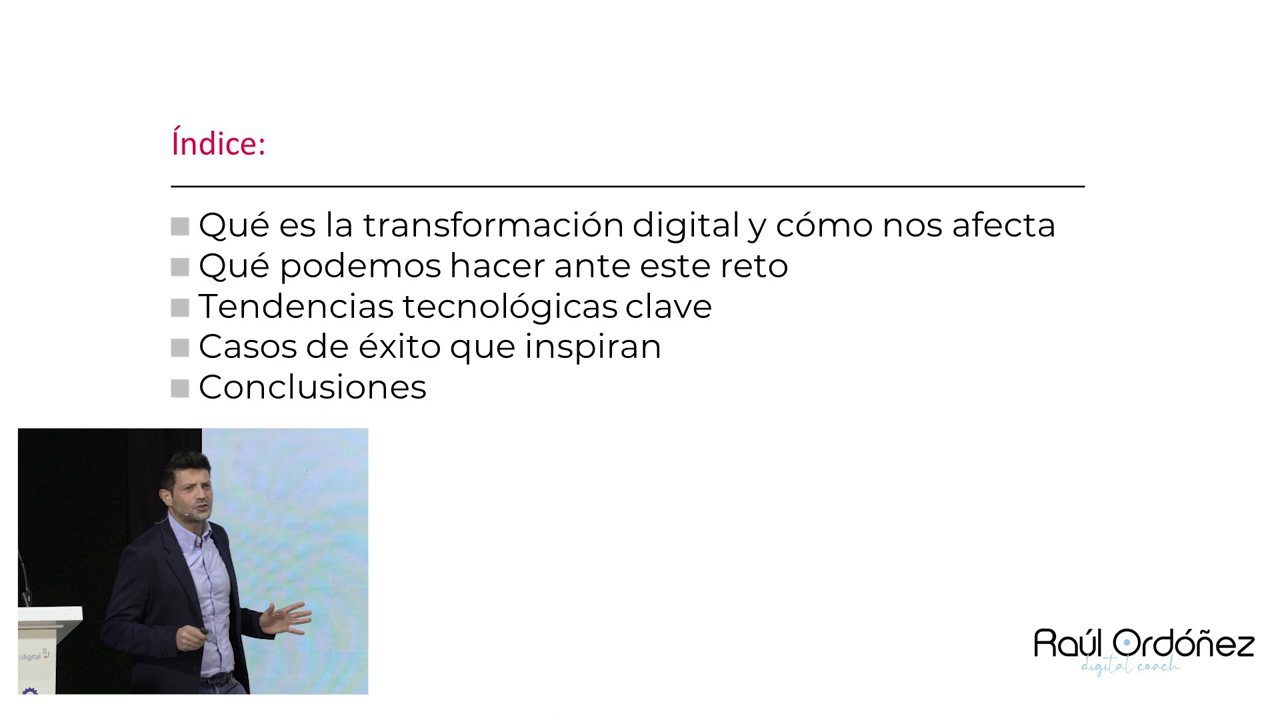 Índice:
Qué es la transformación digital y cómo nos afecta
Qué podemos hacer ante este reto
Tendencias tecnológicas clave
Casos de éxito que inspiran
Conclusiones
digital
Raúl Ordóñez
digital coach